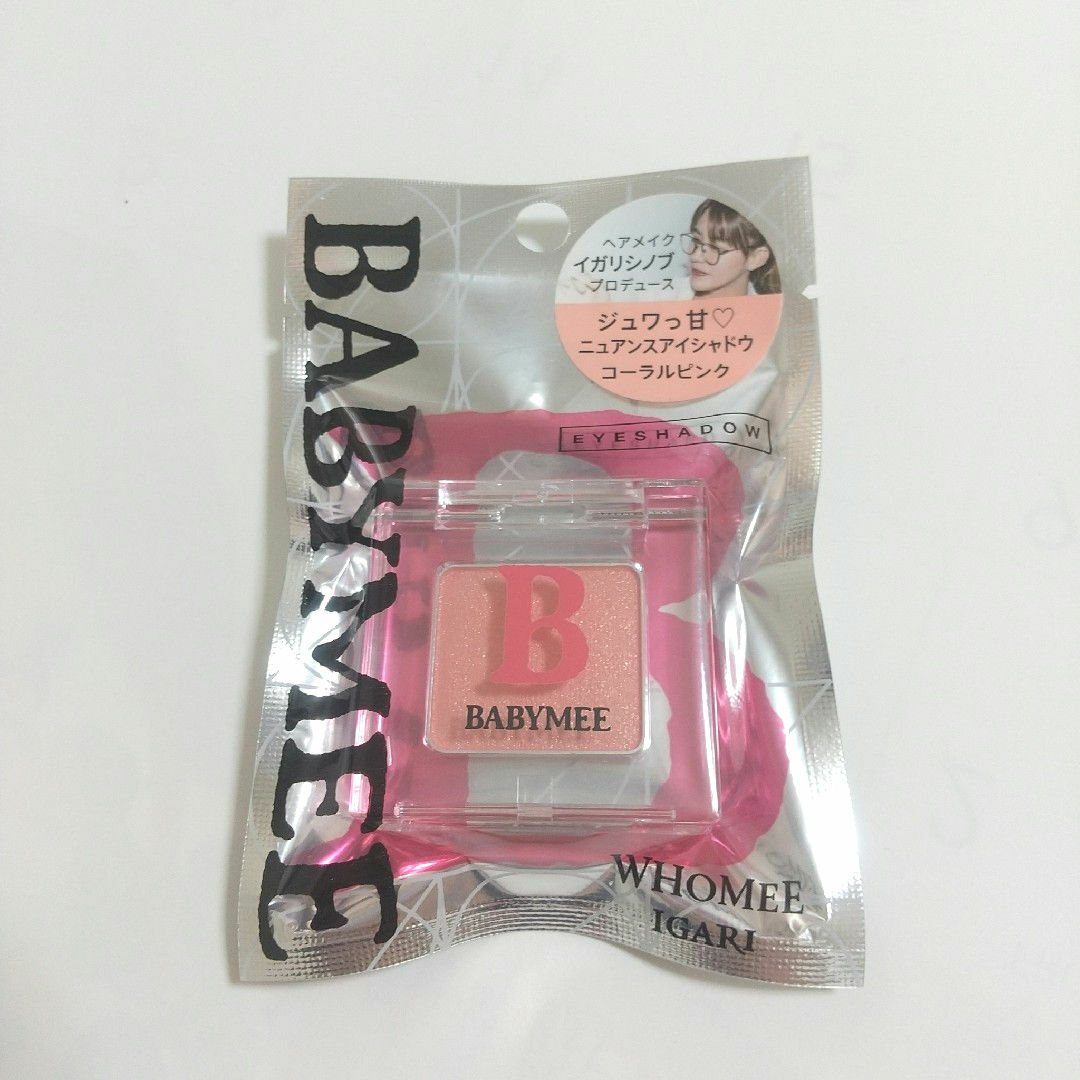 BABYMEE
ヘアメイク
イガリシノブ
プロデュース
ジュワっ甘♡
ニュアンスアイシャドウ
コーラルピンク
EYESHADOW
B
BABYMEE
WHOMEE
IGARI